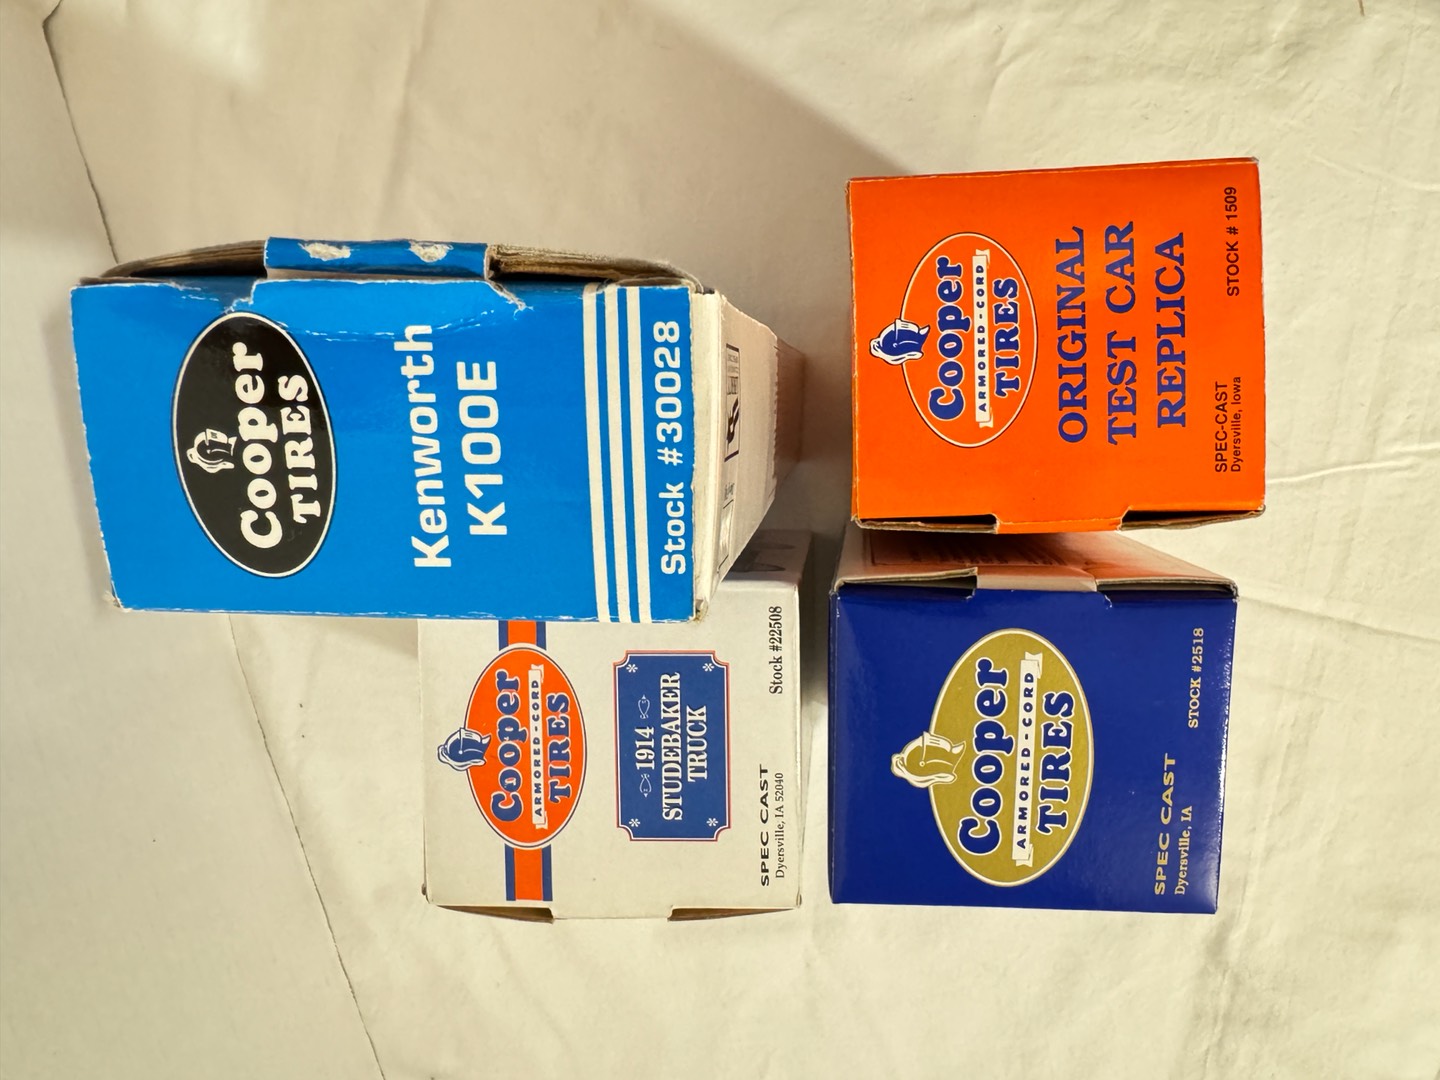 Cooper
TIRES
Kenworth
K100E
Stock #30028
Cooper
ARMORED-CORD
TIRES
1914
STUDEBAKER
TRUCK
Stock #22508
SPEC CAST
Dyersville, IA 52040
Cooper
ARMORED-CORD
TIRES
ORIGINAL
TEST CAR
REPLICA
STOCK # 1509
SPEC-CAST
Dyersville, Iowa
Cooper
ARMORED-CORD
TIRES
STOCK #2518
SPEC CAST
Dyersville, IA